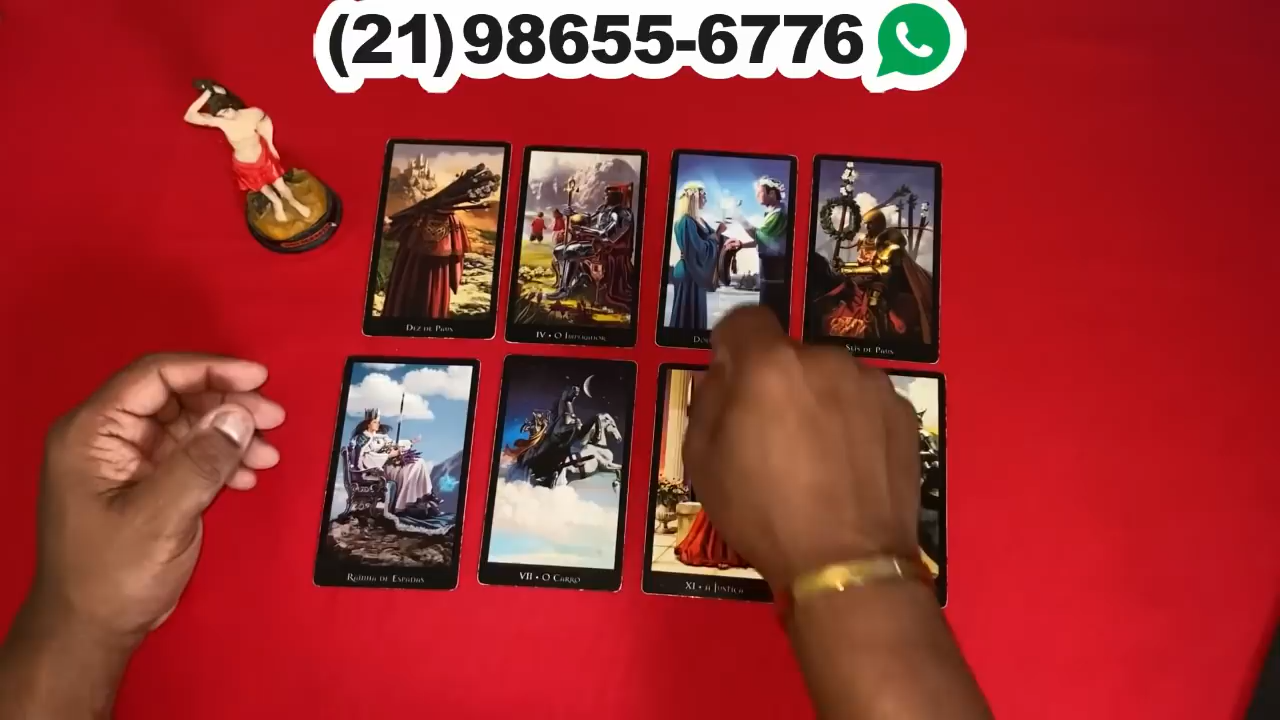 (21)98655-6776
DEZ DE PAUS
IV • O IMPERADOR
SEIS DE PAUS
RAINHA DE ESPADAS
VII • O CARRO
XI • A JUSTIÇA